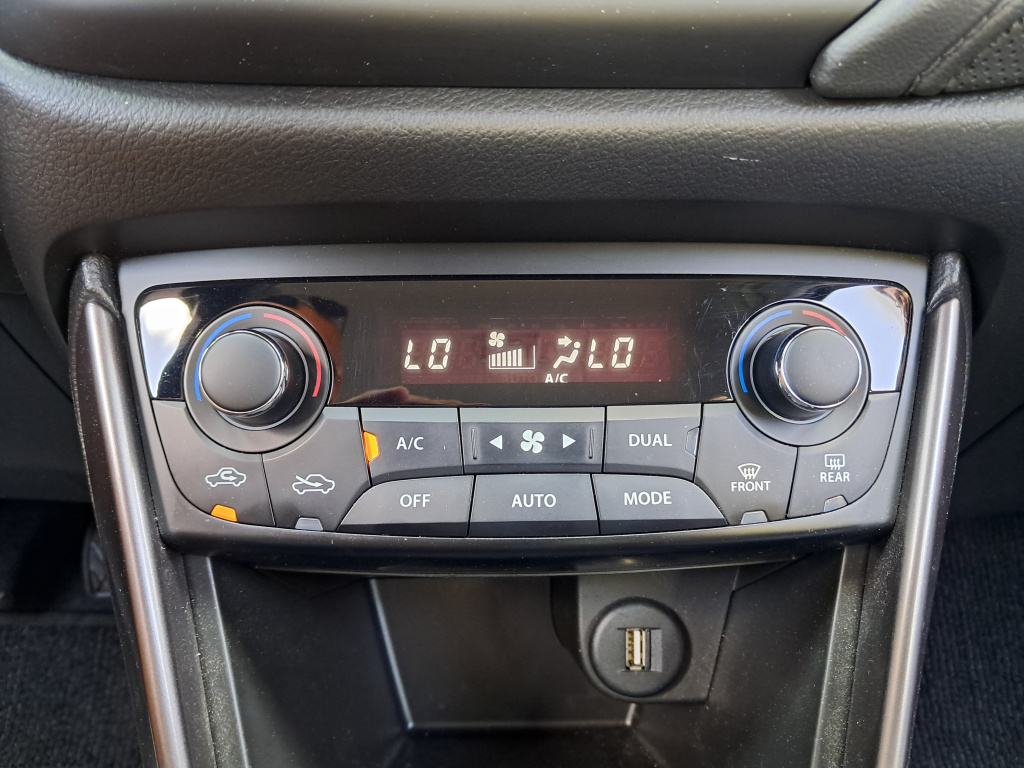 LO LO
A/C
A/C DUAL
FRONT REAR
OFF AUTO MODE